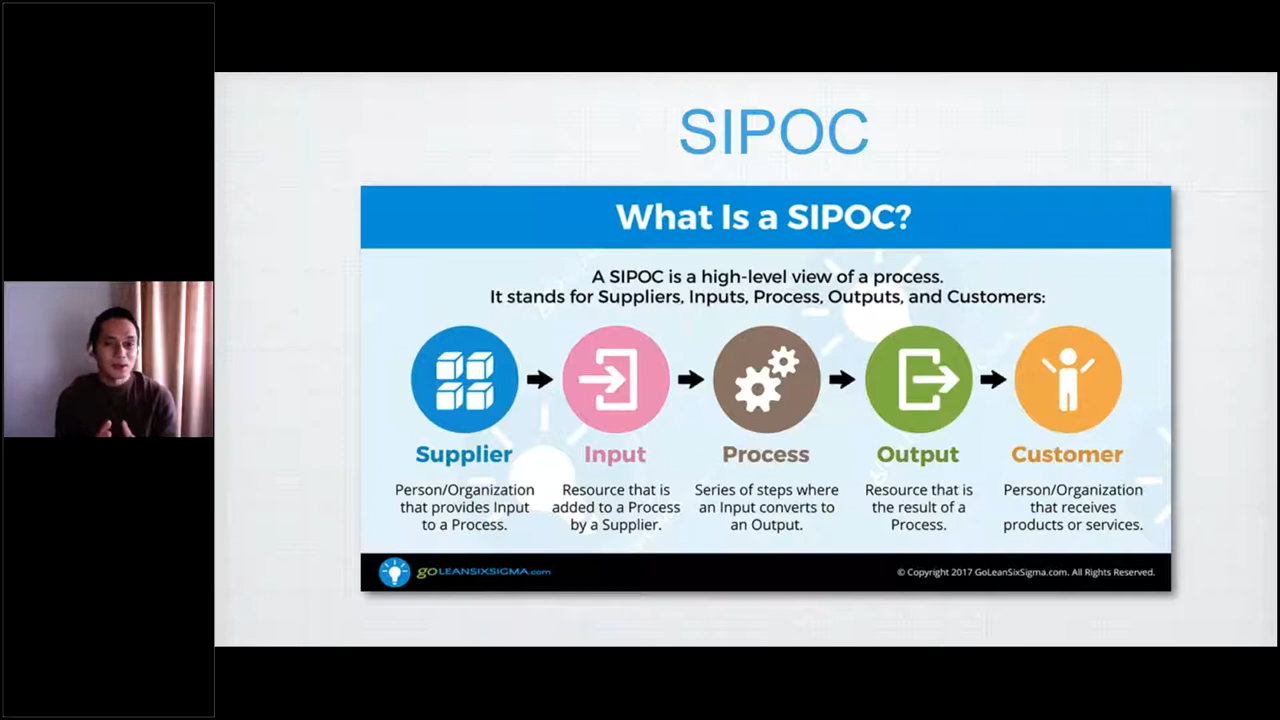 SIPOC
What Is a SIPOC?
A SIPOC is a high-level view of a process.
It stands for Suppliers, Inputs, Process, Outputs, and Customers:
Supplier
Person/Organization
that provides Input
to a Process.
Input
Resource that is
added to a Process
by a Supplier.
Process
Series of steps where
an Input converts to
an Output.
Output
Resource that is
the result of a
Process.
Customer
Person/Organization
that receives
products or services.
goLEANSIXSIGMA.com
© Copyright 2017 GoLeanSixSigma.com. All Rights Reserved.